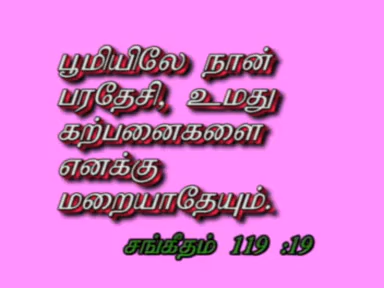 பூமியிலே நான்
பரதேசி, உமது
கற்பனைகளை
எனக்கு
மறையாதேயும்.
சங்கீதம் 119 :19